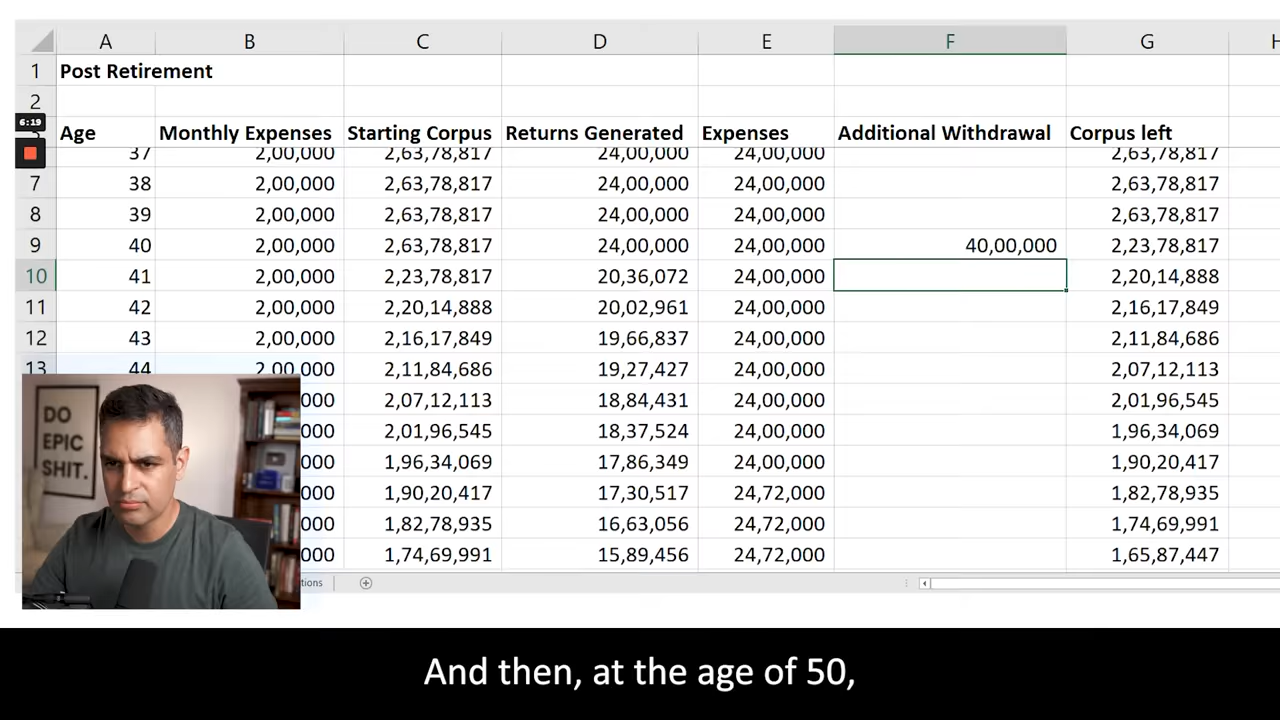 A B C D E F G H
1 Post Retirement
2
6:19
Age Monthly Expenses Starting Corpus Returns Generated Expenses Additional Withdrawal Corpus left
37 2,00,000 2,63,78,817 24,00,000 24,00,000 2,63,78,817
7 38 2,00,000 2,63,78,817 24,00,000 24,00,000 2,63,78,817
8 39 2,00,000 2,63,78,817 24,00,000 24,00,000 2,63,78,817
9 40 2,00,000 2,63,78,817 24,00,000 24,00,000 40,00,000 2,23,78,817
10 41 2,00,000 2,23,78,817 20,36,072 24,00,000 2,20,14,888
11 42 2,00,000 2,20,14,888 20,02,961 24,00,000 2,16,17,849
12 43 2,00,000 2,16,17,849 19,66,837 24,00,000 2,11,84,686
13 44 2,00,000 2,11,84,686 19,27,427 24,00,000 2,07,12,113
000 2,07,12,113 18,84,431 24,00,000 2,01,96,545
000 2,01,96,545 18,37,524 24,00,000 1,96,34,069
000 1,96,34,069 17,86,349 24,00,000 1,90,20,417
000 1,90,20,417 17,30,517 24,72,000 1,82,78,935
000 1,82,78,935 16,63,056 24,72,000 1,74,69,991
000 1,74,69,991 15,89,456 24,72,000 1,65,87,447
tions
DO
EPIC
SHIT.
And then, at the age of 50,